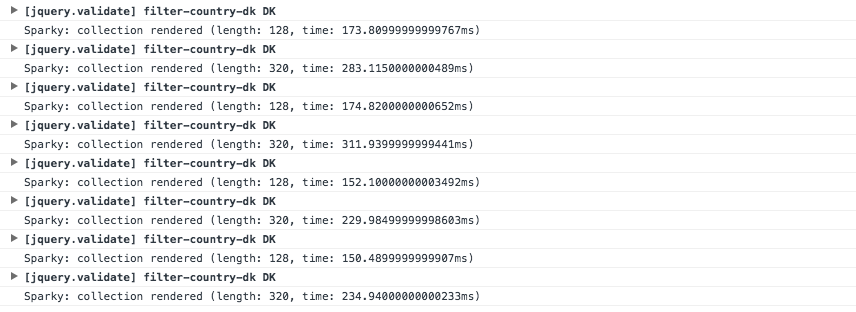 [jquery.validate] filter-country-dk DK
Sparky: collection rendered (length: 128, time: 173.80999999999767ms)
[jquery.validate] filter-country-dk DK
Sparky: collection rendered (length: 320, time: 283.1150000000489ms)
[jquery.validate] filter-country-dk DK
Sparky: collection rendered (length: 128, time: 174.8200000000652ms)
[jquery.validate] filter-country-dk DK
Sparky: collection rendered (length: 320, time: 311.9399999999441ms)
[jquery.validate] filter-country-dk DK
Sparky: collection rendered (length: 128, time: 152.10000000003492ms)
[jquery.validate] filter-country-dk DK
Sparky: collection rendered (length: 320, time: 229.98499999998603ms)
[jquery.validate] filter-country-dk DK
Sparky: collection rendered (length: 128, time: 150.4899999999907ms)
[jquery.validate] filter-country-dk DK
Sparky: collection rendered (length: 320, time: 234.94000000000233ms)